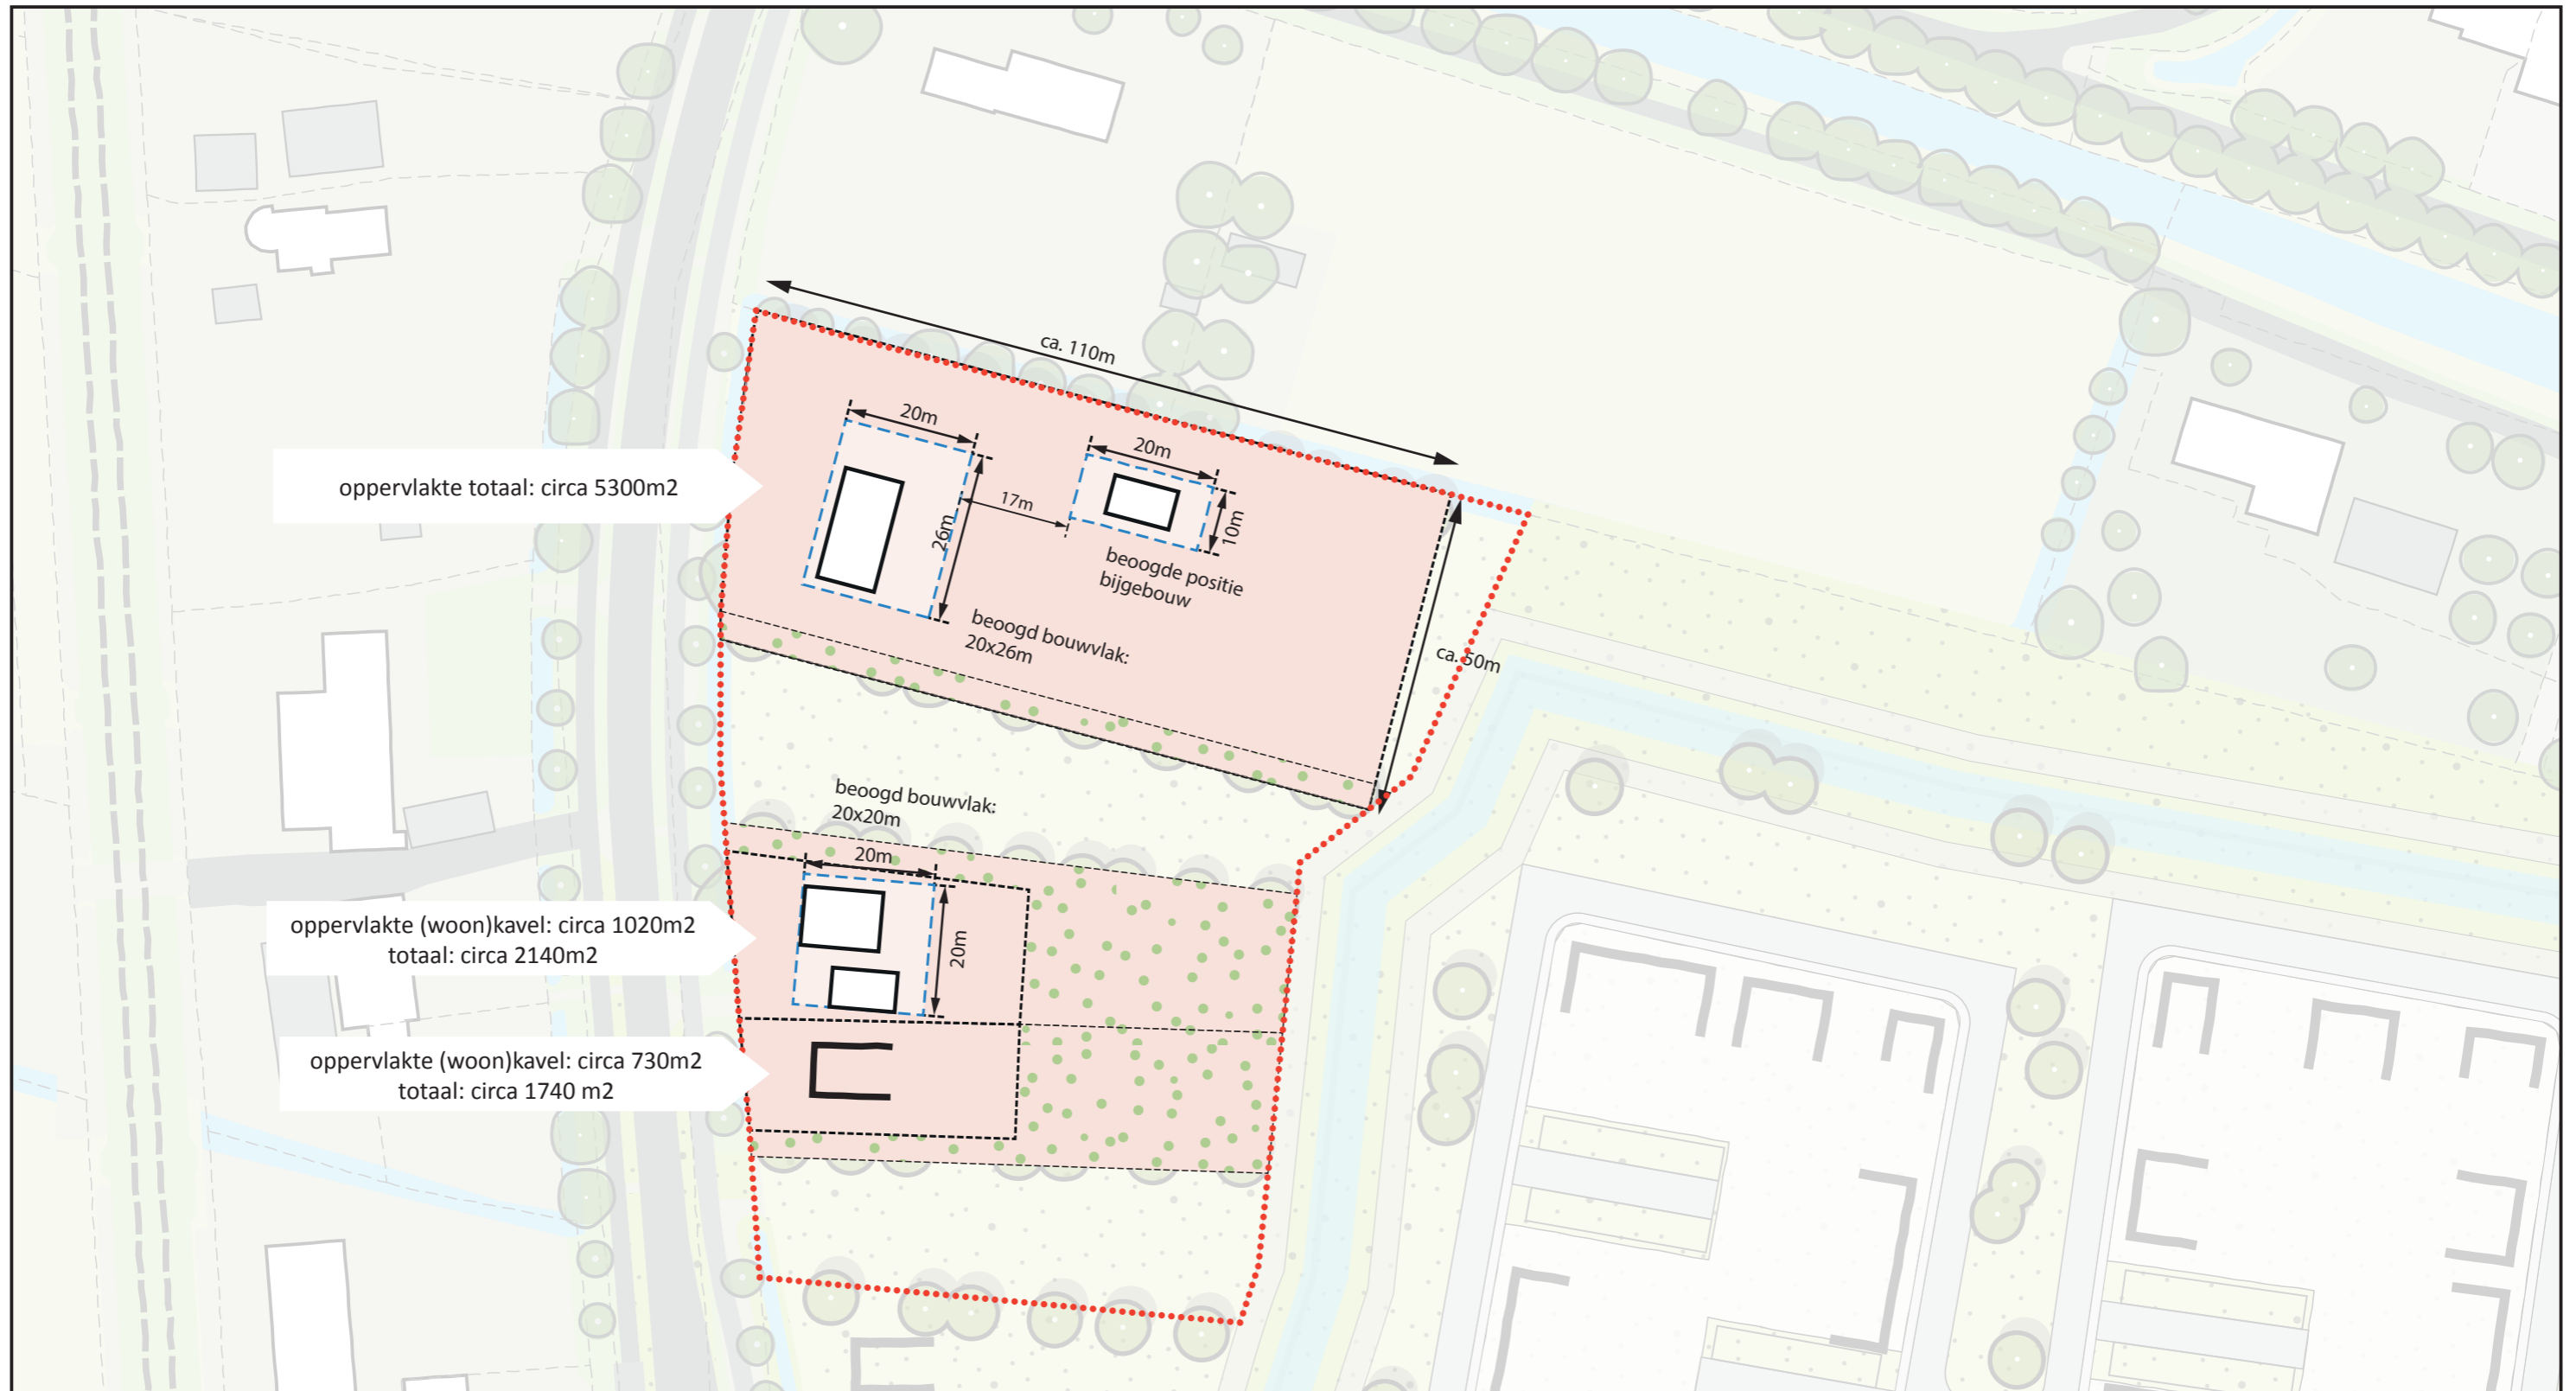 ca. 110m
20m
20m
oppervlakte totaal: circa 5300m2
17m
26m
10m
beoogde positie
bijgebouw
beoogd bouwvlak:
20x26m
ca. 50m
beoogd bouwvlak:
20x20m
20m
oppervlakte (woon)kavel: circa 1020m2
totaal: circa 2140m2
20m
oppervlakte (woon)kavel: circa 730m2
totaal: circa 1740 m2